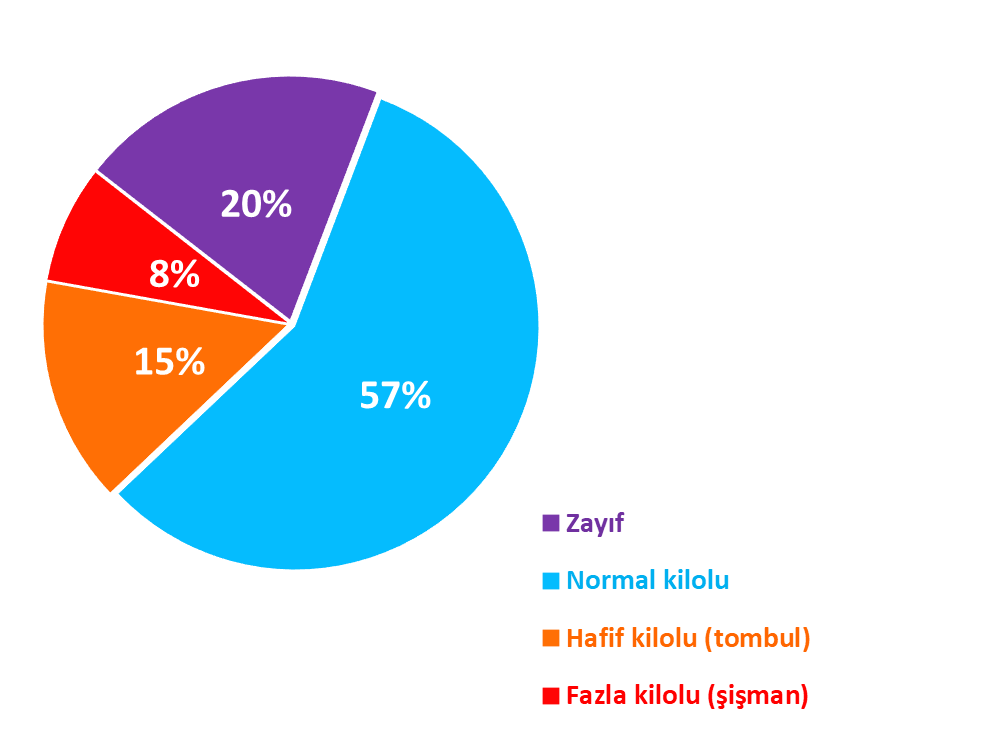 20%
8%
15%
57%
Zayıf
Normal kilolu
Hafif kilolu (tombul)
Fazla kilolu (şişman)